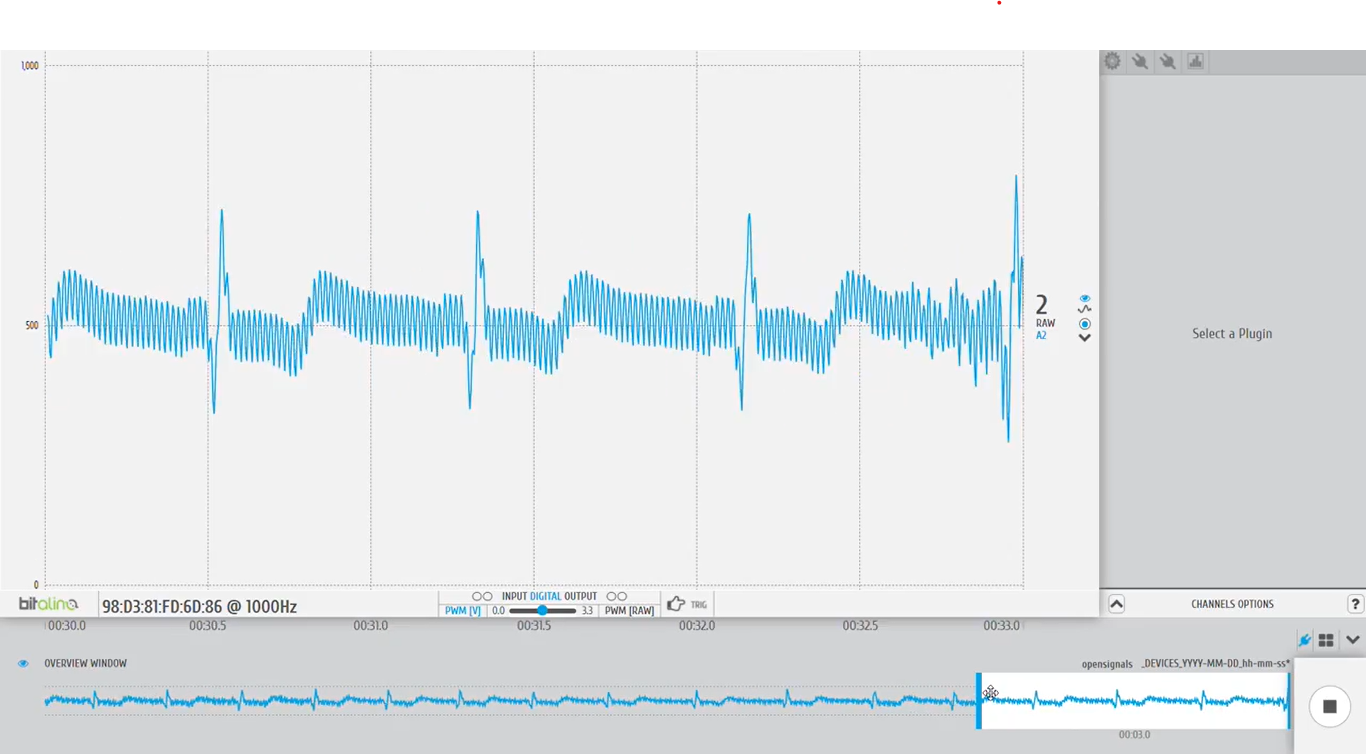 1,000
500
0
2
RAW
A2
Select a Plugin
bitalino
98:D3:81:FD:6D:86 @ 1000Hz
INPUT DIGITAL OUTPUT
PWM [V] 0.0 3.3 PWM [RAW]
TRIG
CHANNELS OPTIONS
?
00:30.0 00:30.5 00:31.0 00:31.5 00:32.0 00:32.5 00:33.0
OVERVIEW WINDOW
opensignals _DEVICES_YYYY-MM-DD_hh-mm-ss*
00:03.0